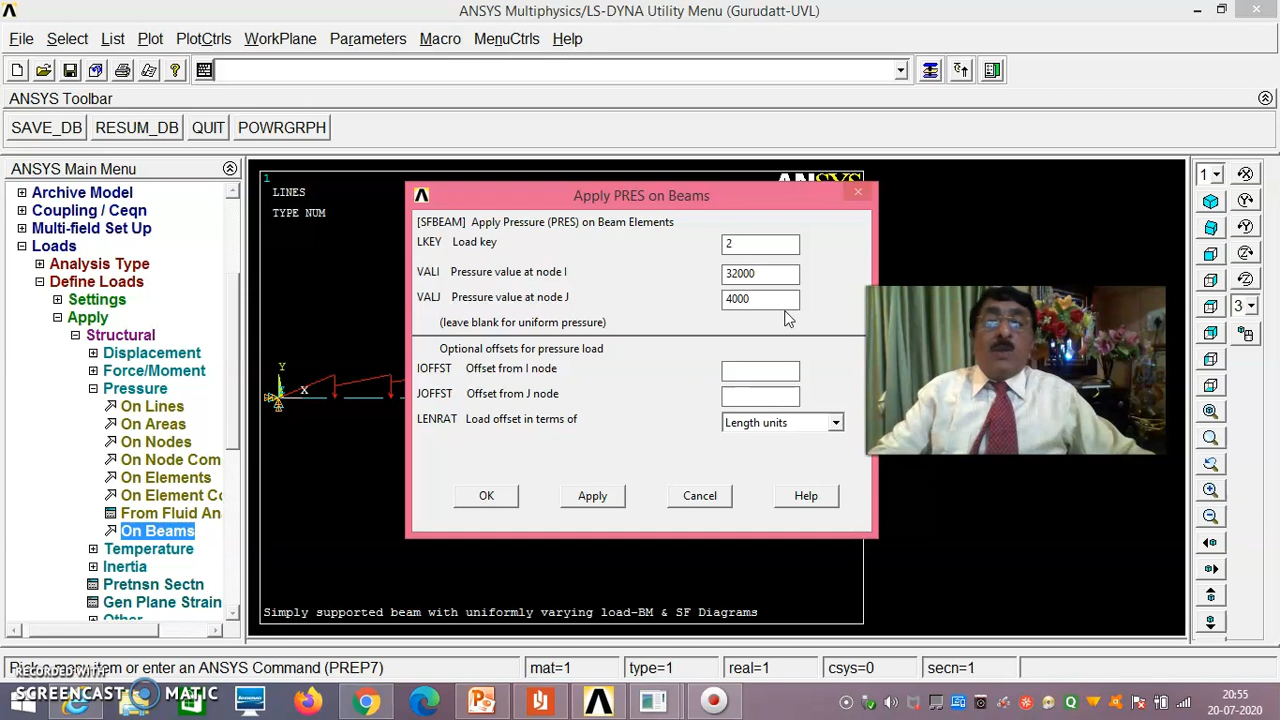 ANSYS Multiphysics/LS-DYNA Utility Menu (Gurudatt-UVL)
File Select List Plot PlotCtrls WorkPlane Parameters Macro MenuCtrls Help
ANSYS Toolbar
SAVE_DB RESUM_DB QUIT POWRGRPH
ANSYS Main Menu
Archive Model
Coupling / Ceqn
Multi-field Set Up
Loads
Analysis Type
Define Loads
Settings
Apply
Structural
Displacement
Force/Moment
Pressure
On Lines
On Areas
On Nodes
On Node Com
On Elements
On Element Co
From Fluid An
On Beams
Temperature
Inertia
Pretnsn Sectn
Gen Plane Strain
Other
1
LINES
TYPE NUM
ANSYS
Y
X
Apply PRES on Beams
[SFBEAM] Apply Pressure (PRES) on Beam Elements
LKEY Load key 2
VALI Pressure value at node I 32000
VALJ Pressure value at node J 4000
(leave blank for uniform pressure)
Optional offsets for pressure load
IOFFST Offset from I node
JOFFST Offset from J node
LENRAT Load offset in terms of Length units
OK Apply Cancel Help
Simply supported beam with uniformly varying load-BM & SF Diagrams
1
3
item or enter an ANSYS Command (PREP7) mat=1 type=1 real=1 csys=0 secn=1
RECORDED WITH
SCREENCAST MATIC
20:55
20-07-2020